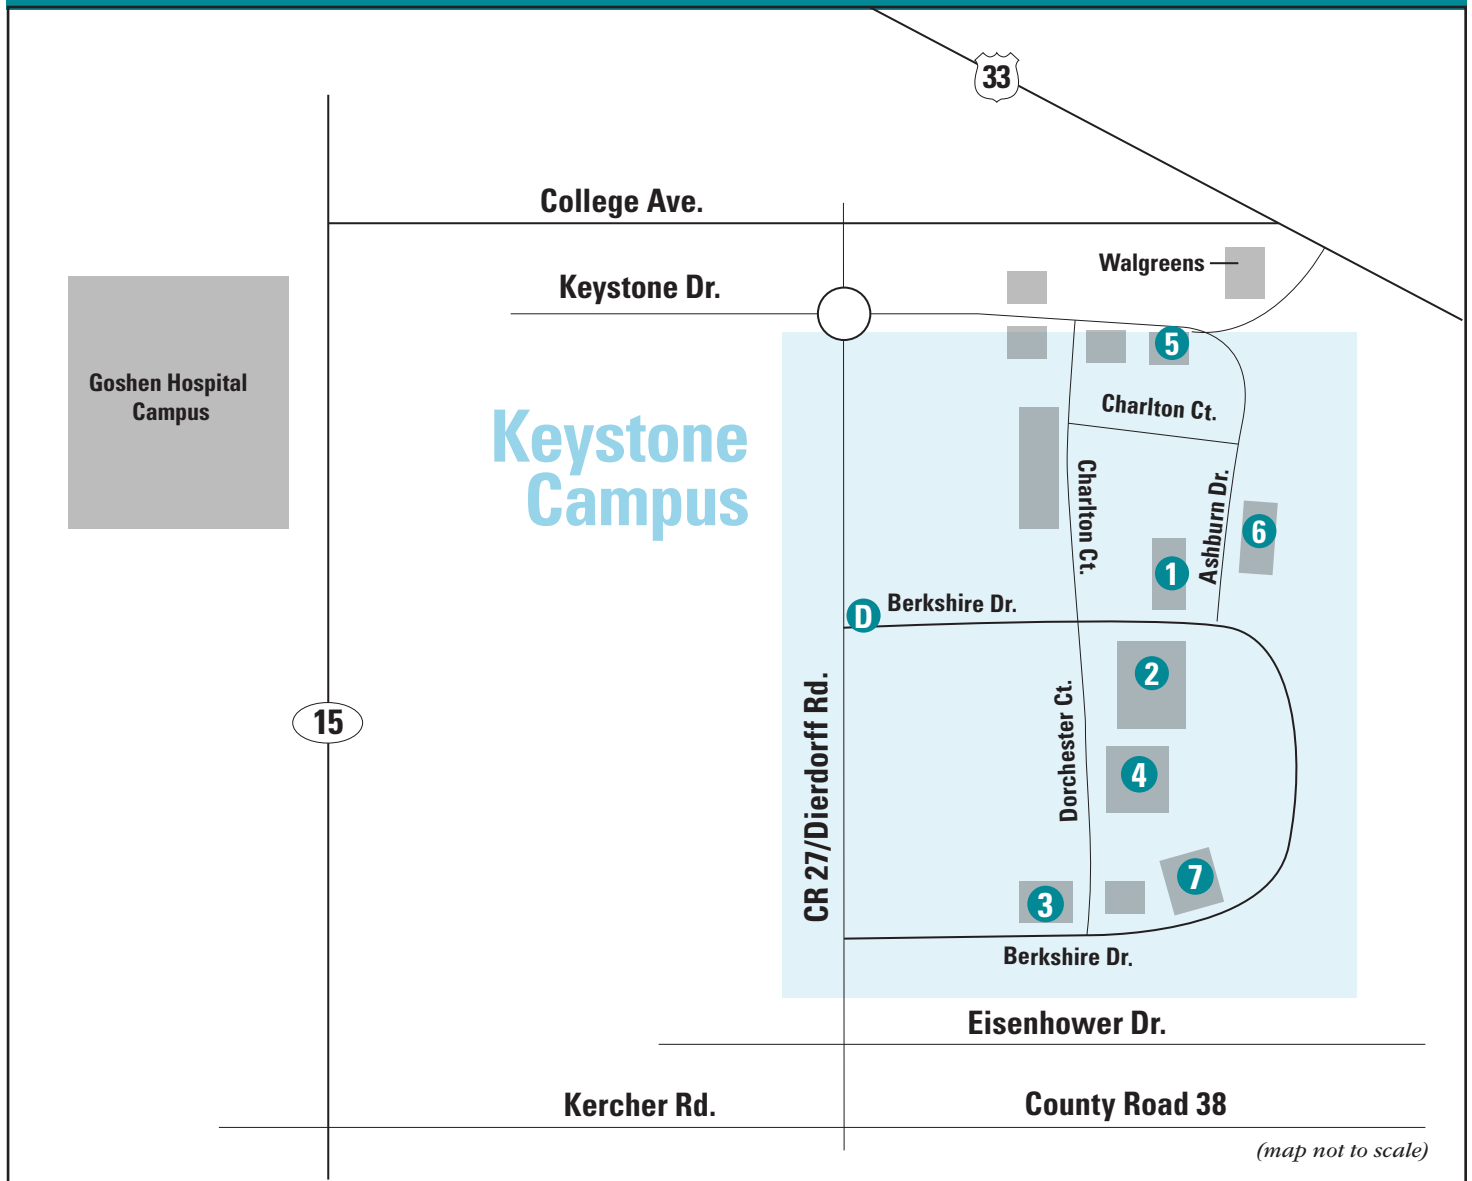 33
College Ave.
Walgreens
Keystone Dr.
5
Goshen Hospital
Campus
Charlton Ct.
Keystone
Campus
Charlton Ct.
Ashburn Dr.
6
1
D
Berkshire Dr.
2
15
CR 27/Dierdorff Rd.
Dorchester Ct.
4
7
3
Berkshire Dr.
Eisenhower Dr.
Kercher Rd.
County Road 38
(map not to scale)